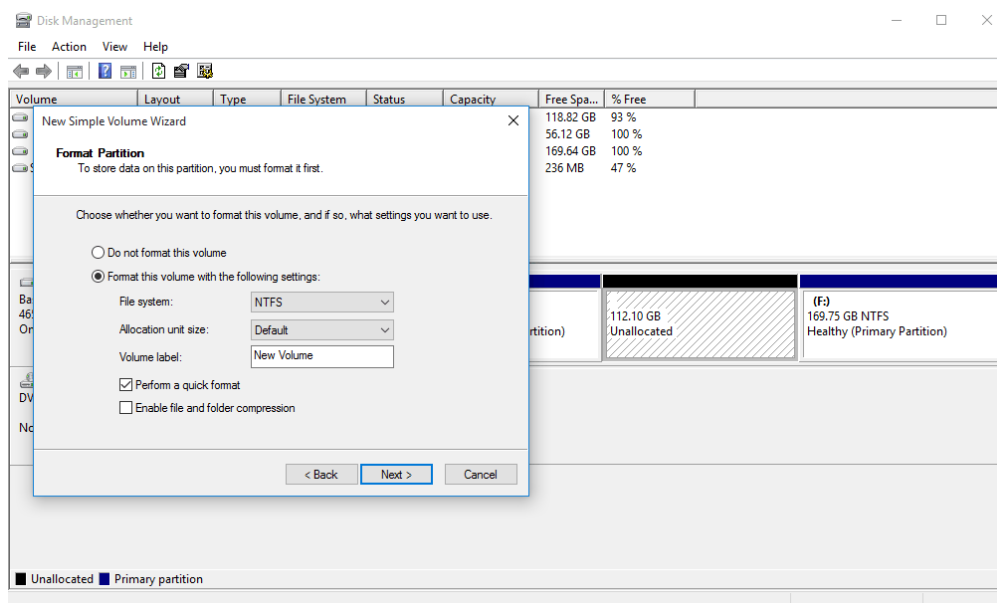 Disk Management
File Action View Help
Volume Layout Type File System Status Capacity Free Spa... % Free
118.82 GB 93 %
56.12 GB 100 %
169.64 GB 100 %
S 236 MB 47 %
New Simple Volume Wizard
Format Partition
To store data on this partition, you must format it first.
Choose whether you want to format this volume, and if so, what settings you want to use.
Do not format this volume
Format this volume with the following settings:
File system: NTFS
Allocation unit size: Default
Volume label: New Volume
Perform a quick format
Enable file and folder compression
< Back Next > Cancel
Ba
465
On
rtition)
112.10 GB
Unallocated
(F:)
169.75 GB NTFS
Healthy (Primary Partition)
DV
No
Unallocated Primary partition